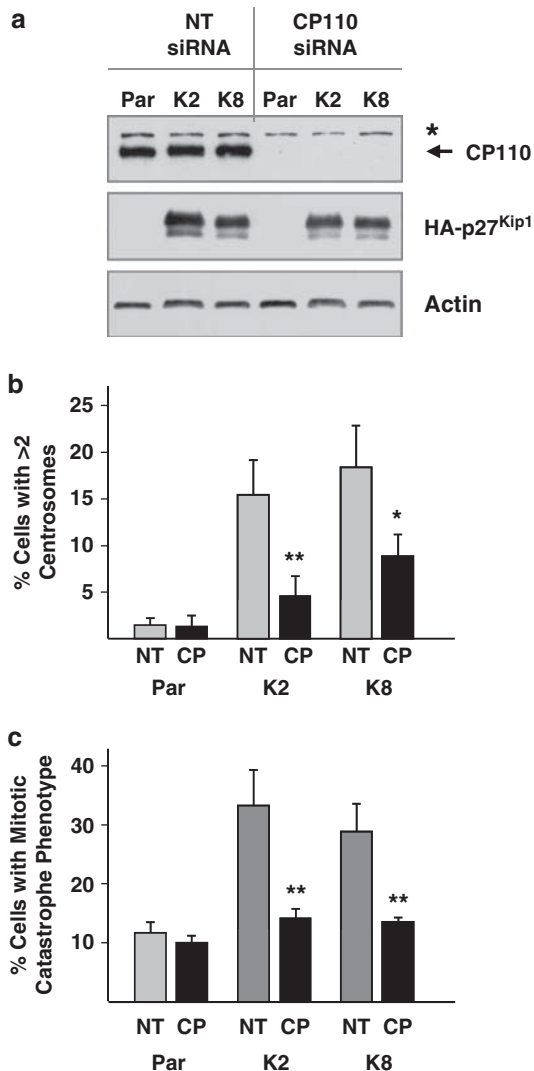 a
NT siRNA CP110 siRNA
Par K2 K8 Par K2 K8
*
CP110
HA-p27Kip1
Actin
b
% Cells with >2 Centrosomes
25
20
15
10
5
** *
NT CP NT CP NT CP
Par K2 K8
c
% Cells with Mitotic Catastrophe Phenotype
40
30
20
10
** **
NT CP NT CP NT CP
Par K2 K8